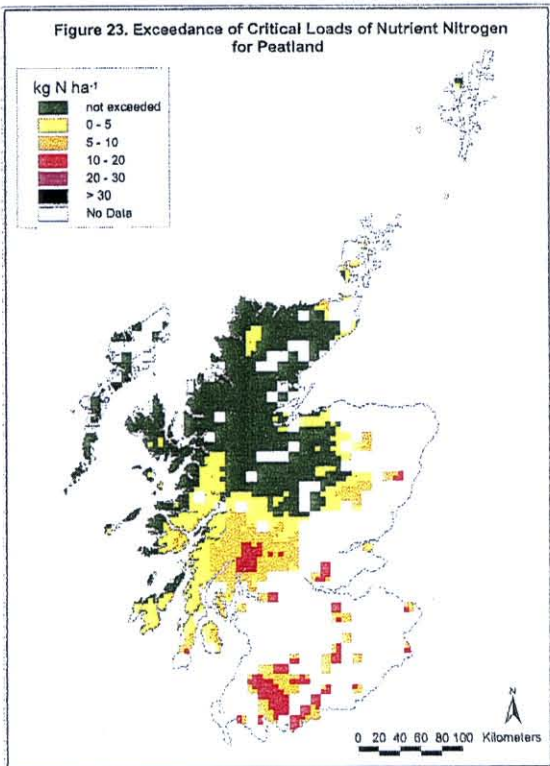 Figure 23. Exceedance of Critical Loads of Nutrient Nitrogen
for Peatland
kg N ha-1
not exceeded
0 - 5
5 - 10
10 - 20
20 - 30
> 30
No Data
N
0 20 40 60 80 100 Kilometers